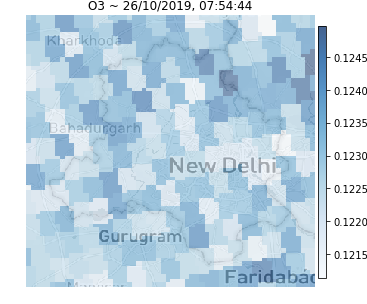 O3 ~ 26/10/2019, 07:54:44
Kharkhoda
Bahadurgarh
New Delhi
Gurugram
Faridabad
0.1245
0.1240
0.1235
0.1230
0.1225
0.1220
0.1215